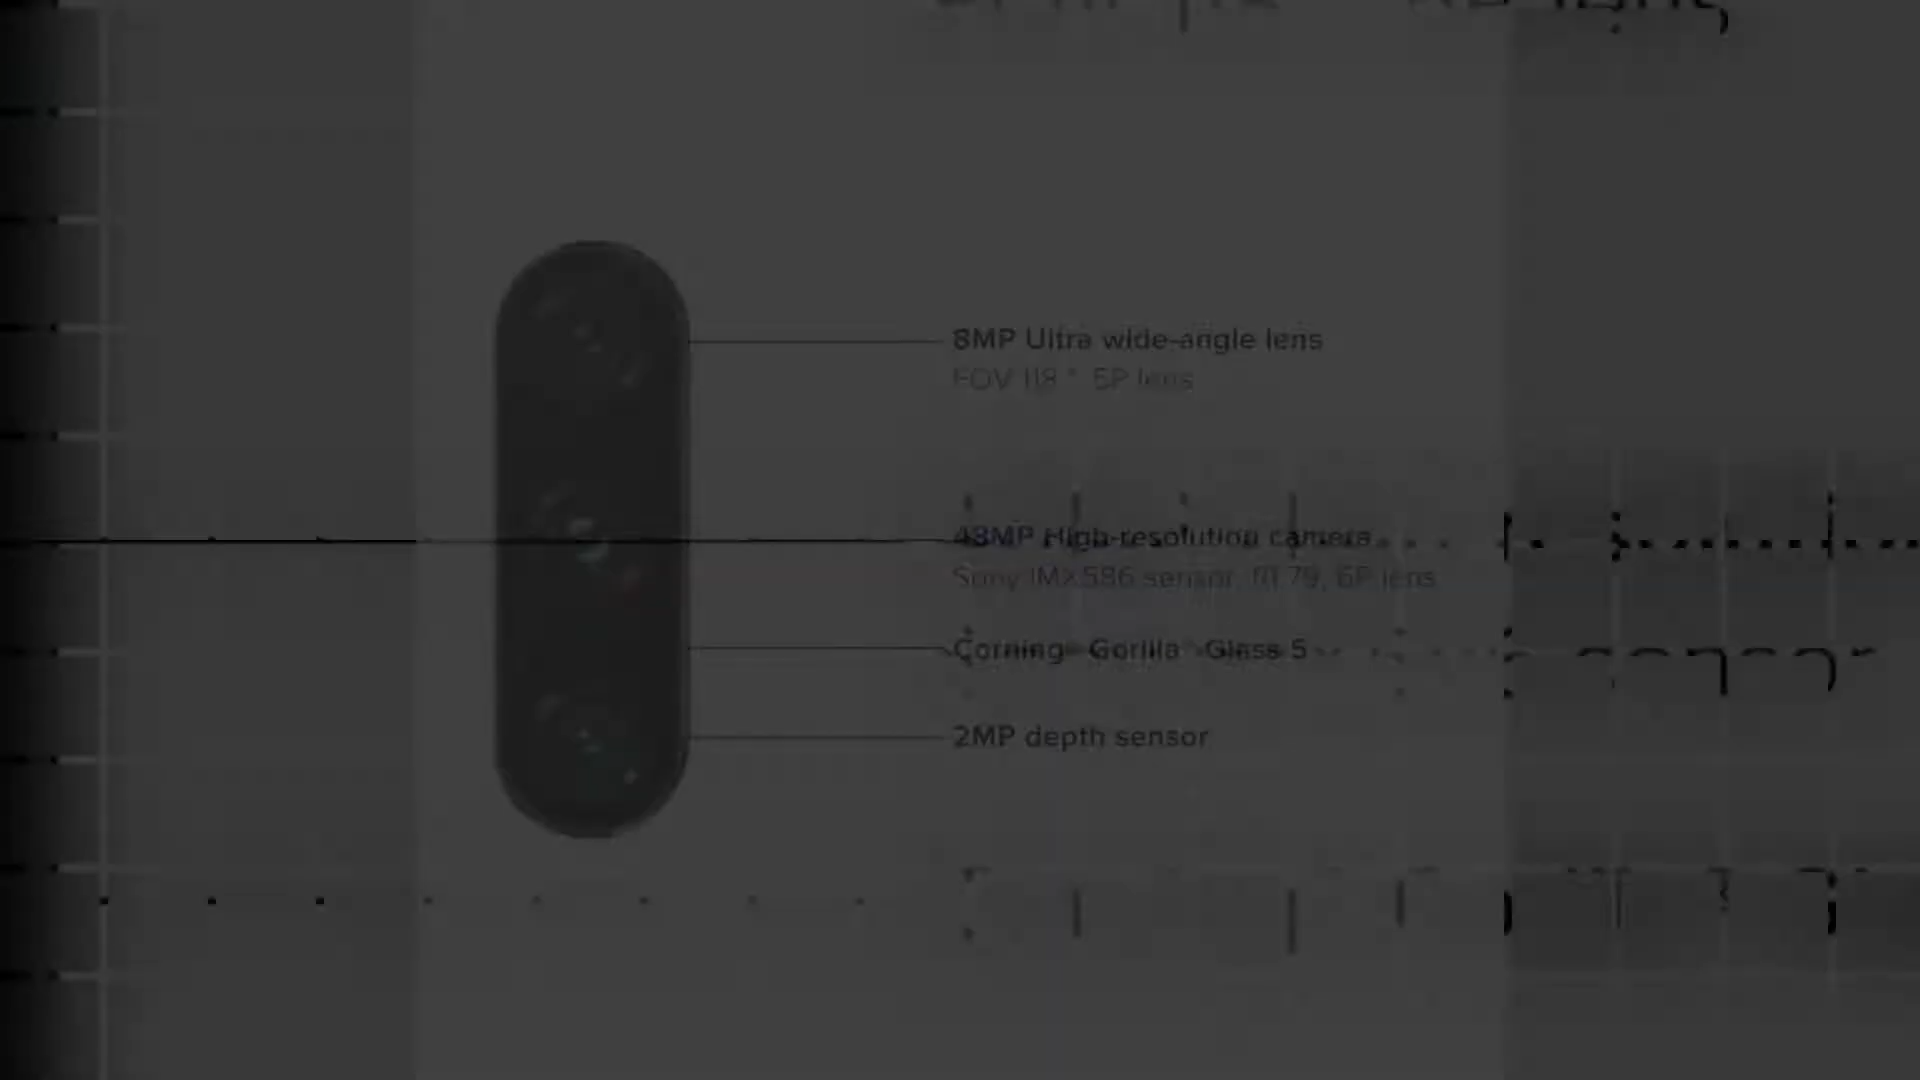 8MP Ultra wide-angle lens
FOV 118 ° 5P lens
48MP High-resolution camera
Sony IMX586 sensor, f/1.79, 6P lens
Corning® Gorilla® Glass 5
2MP depth sensor
sensor